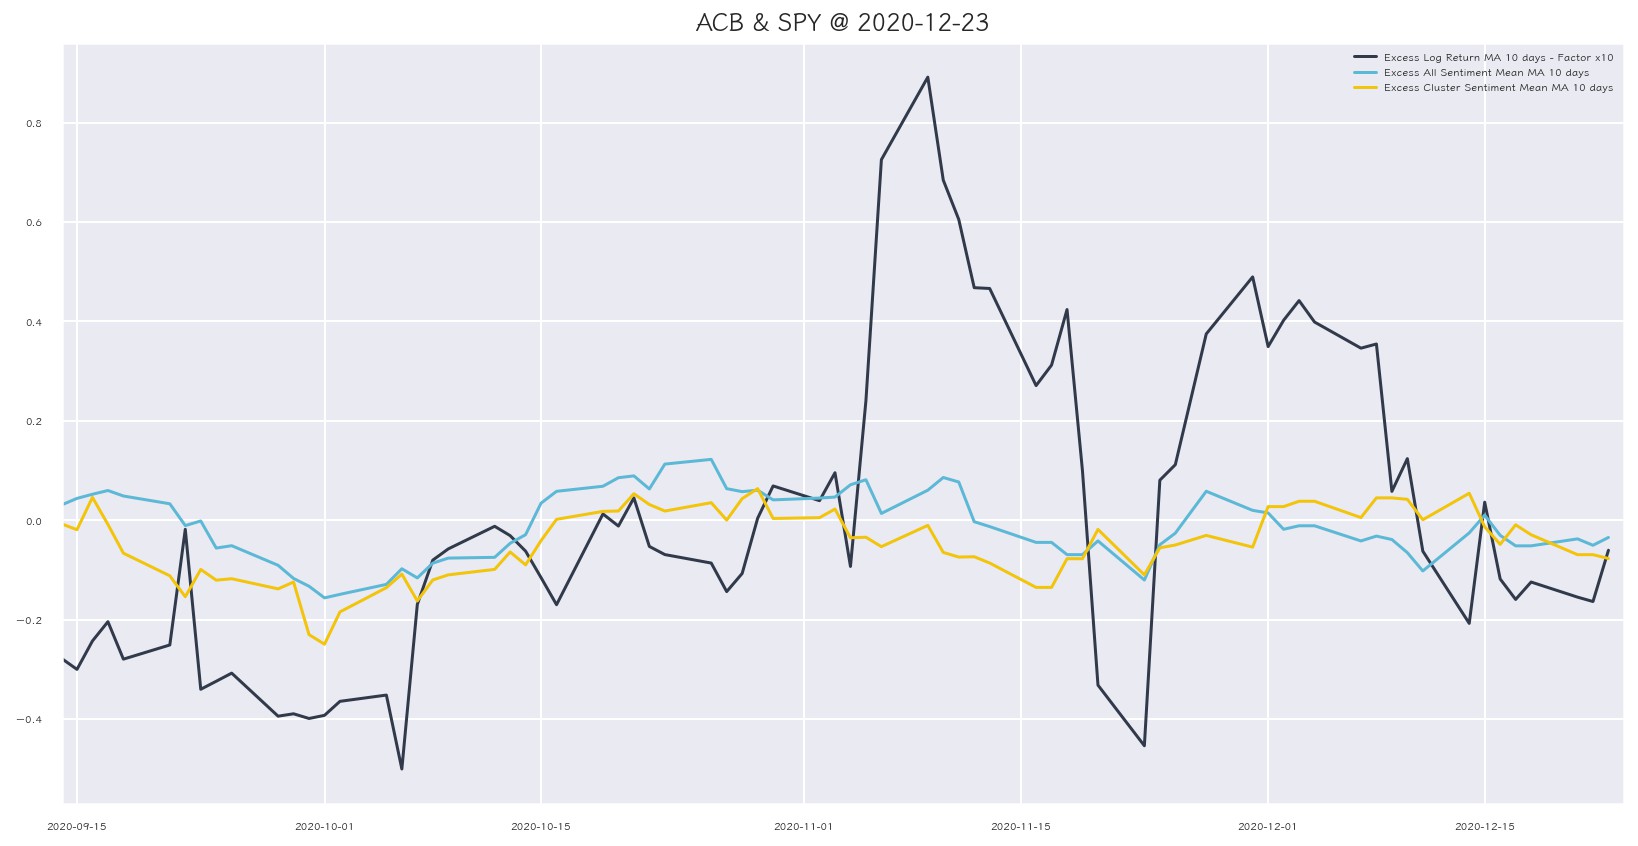 ACB & SPY @ 2020-12-23
Excess Log Return MA 10 days - Factor x10
Excess All Sentiment Mean MA 10 days
Excess Cluster Sentiment Mean MA 10 days
0.8
0.6
0.4
0.2
0.0
−0.2
−0.4
2020-09-15 2020-10-01 2020-10-15 2020-11-01 2020-11-15 2020-12-01 2020-12-15